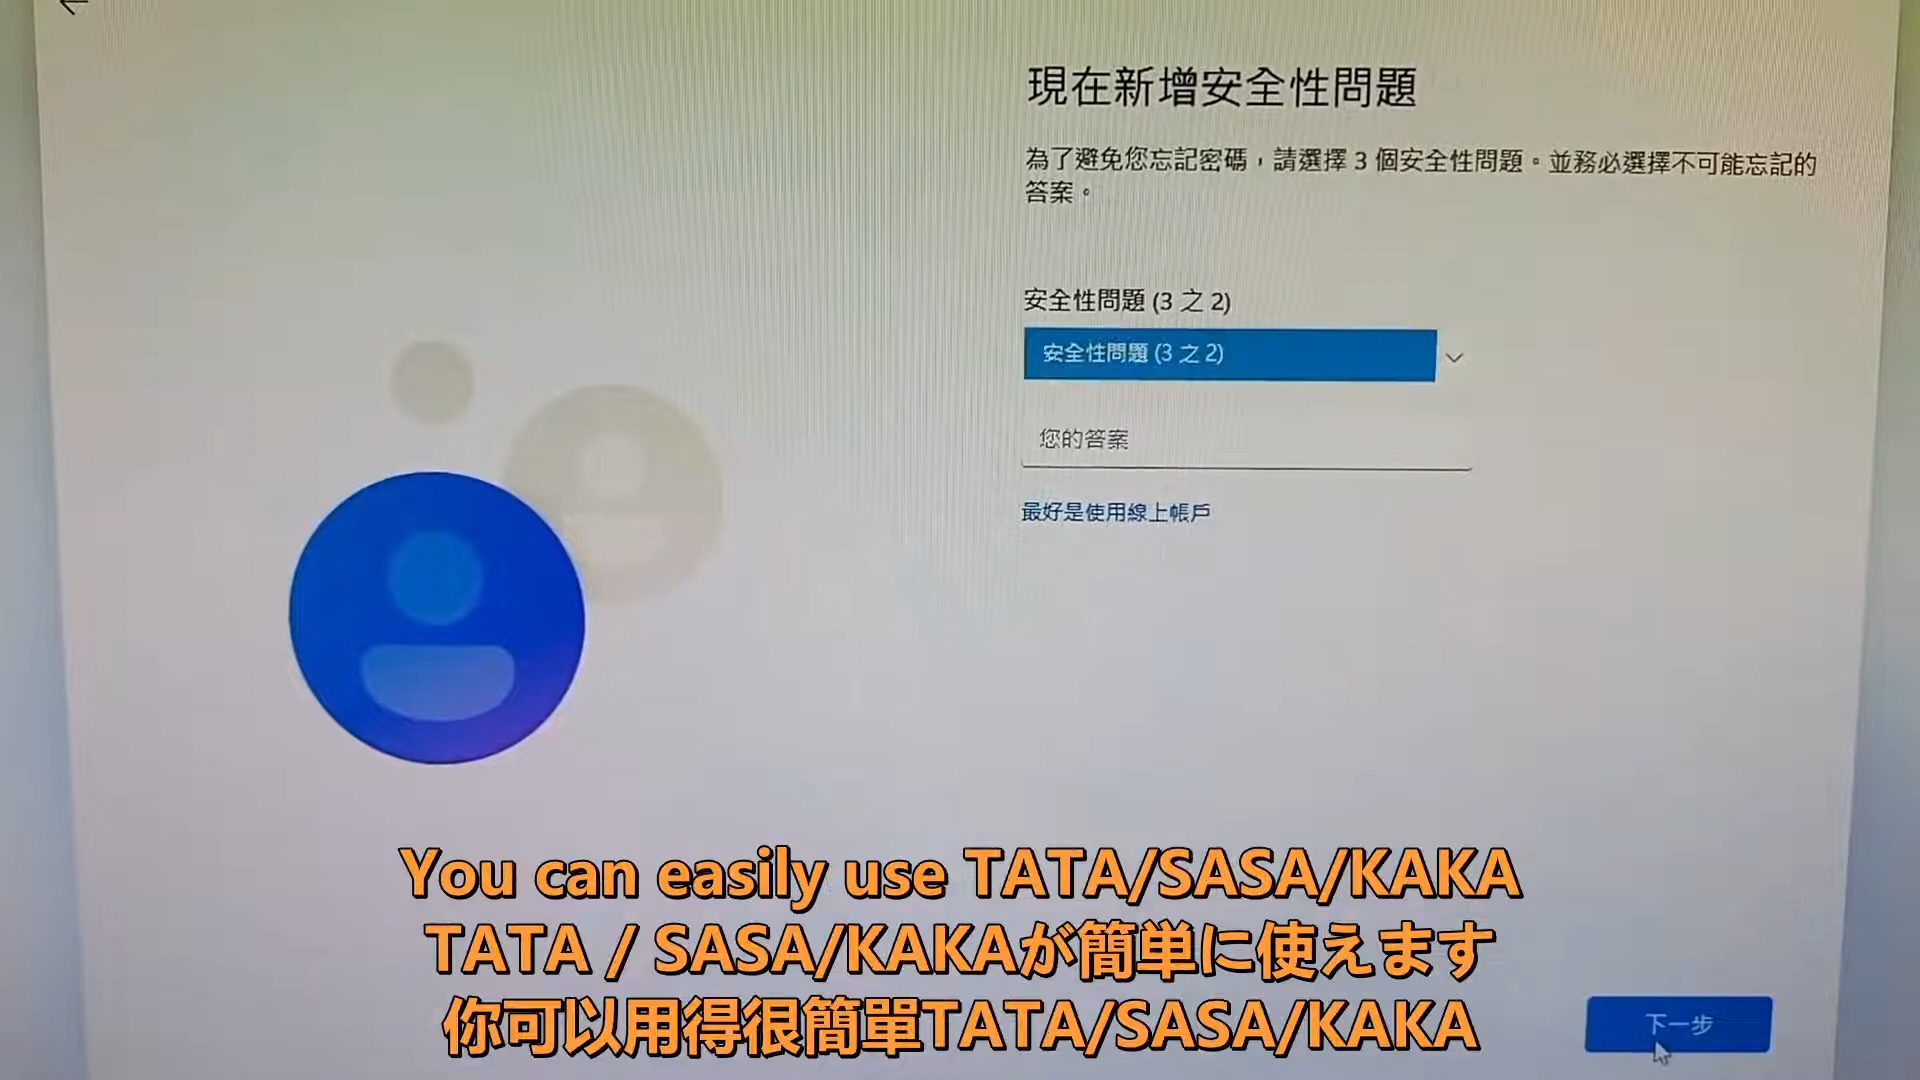 現在新增安全性問題
為了避免您忘記密碼，請選擇 3 個安全性問題。並務必選擇不可能忘記的
答案。
安全性問題 (3 之 2)
安全性問題 (3 之 2)
您的答案
最好是使用線上帳戶
You can easily use TATA/SASA/KAKA
TATA / SASA/KAKAが簡単に使えます
你可以用得很簡單TATA/SASA/KAKA
下一步